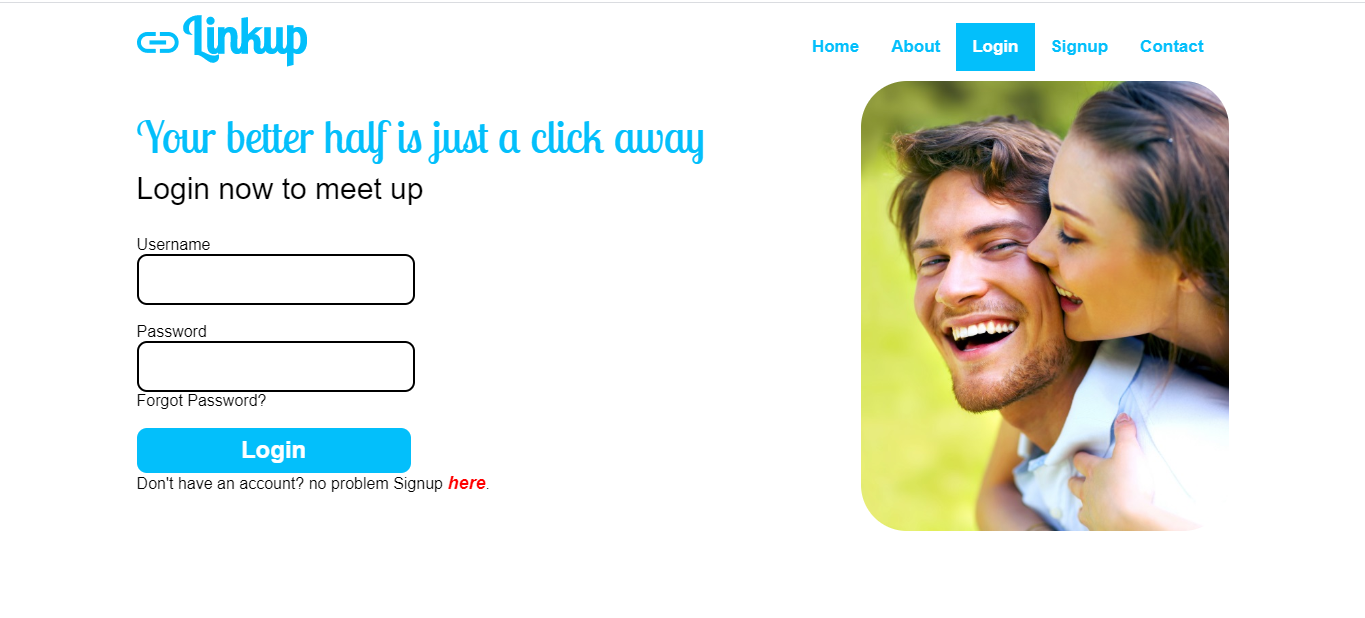 Linkup
Home About Login Signup Contact
Your better half is just a click away
Login now to meet up
Username
Password
Forgot Password?
Login
Don't have an account? no problem Signup here.